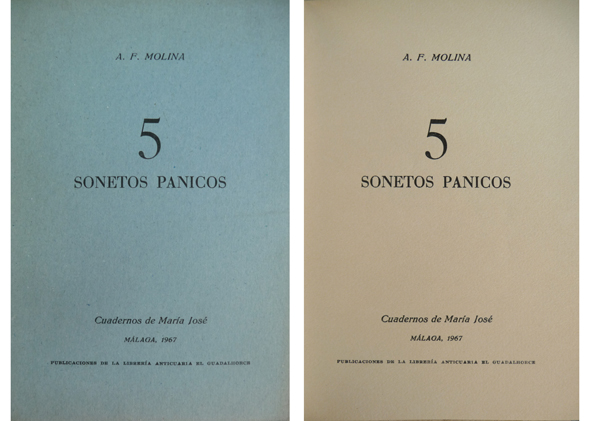 A. F. MOLINA
5
SONETOS PANICOS
Cuadernos de María José
MÁLAGA, 1967
PUBLICACIONES DE LA LIBRERÍA ANTICUARIA EL GUADALHORCE
A. F. MOLINA
5
SONETOS PANICOS
Cuadernos de María José
MÁLAGA, 1967
PUBLICACIONES DE LA LIBRERÍA ANTICUARIA EL GUADALHORCE